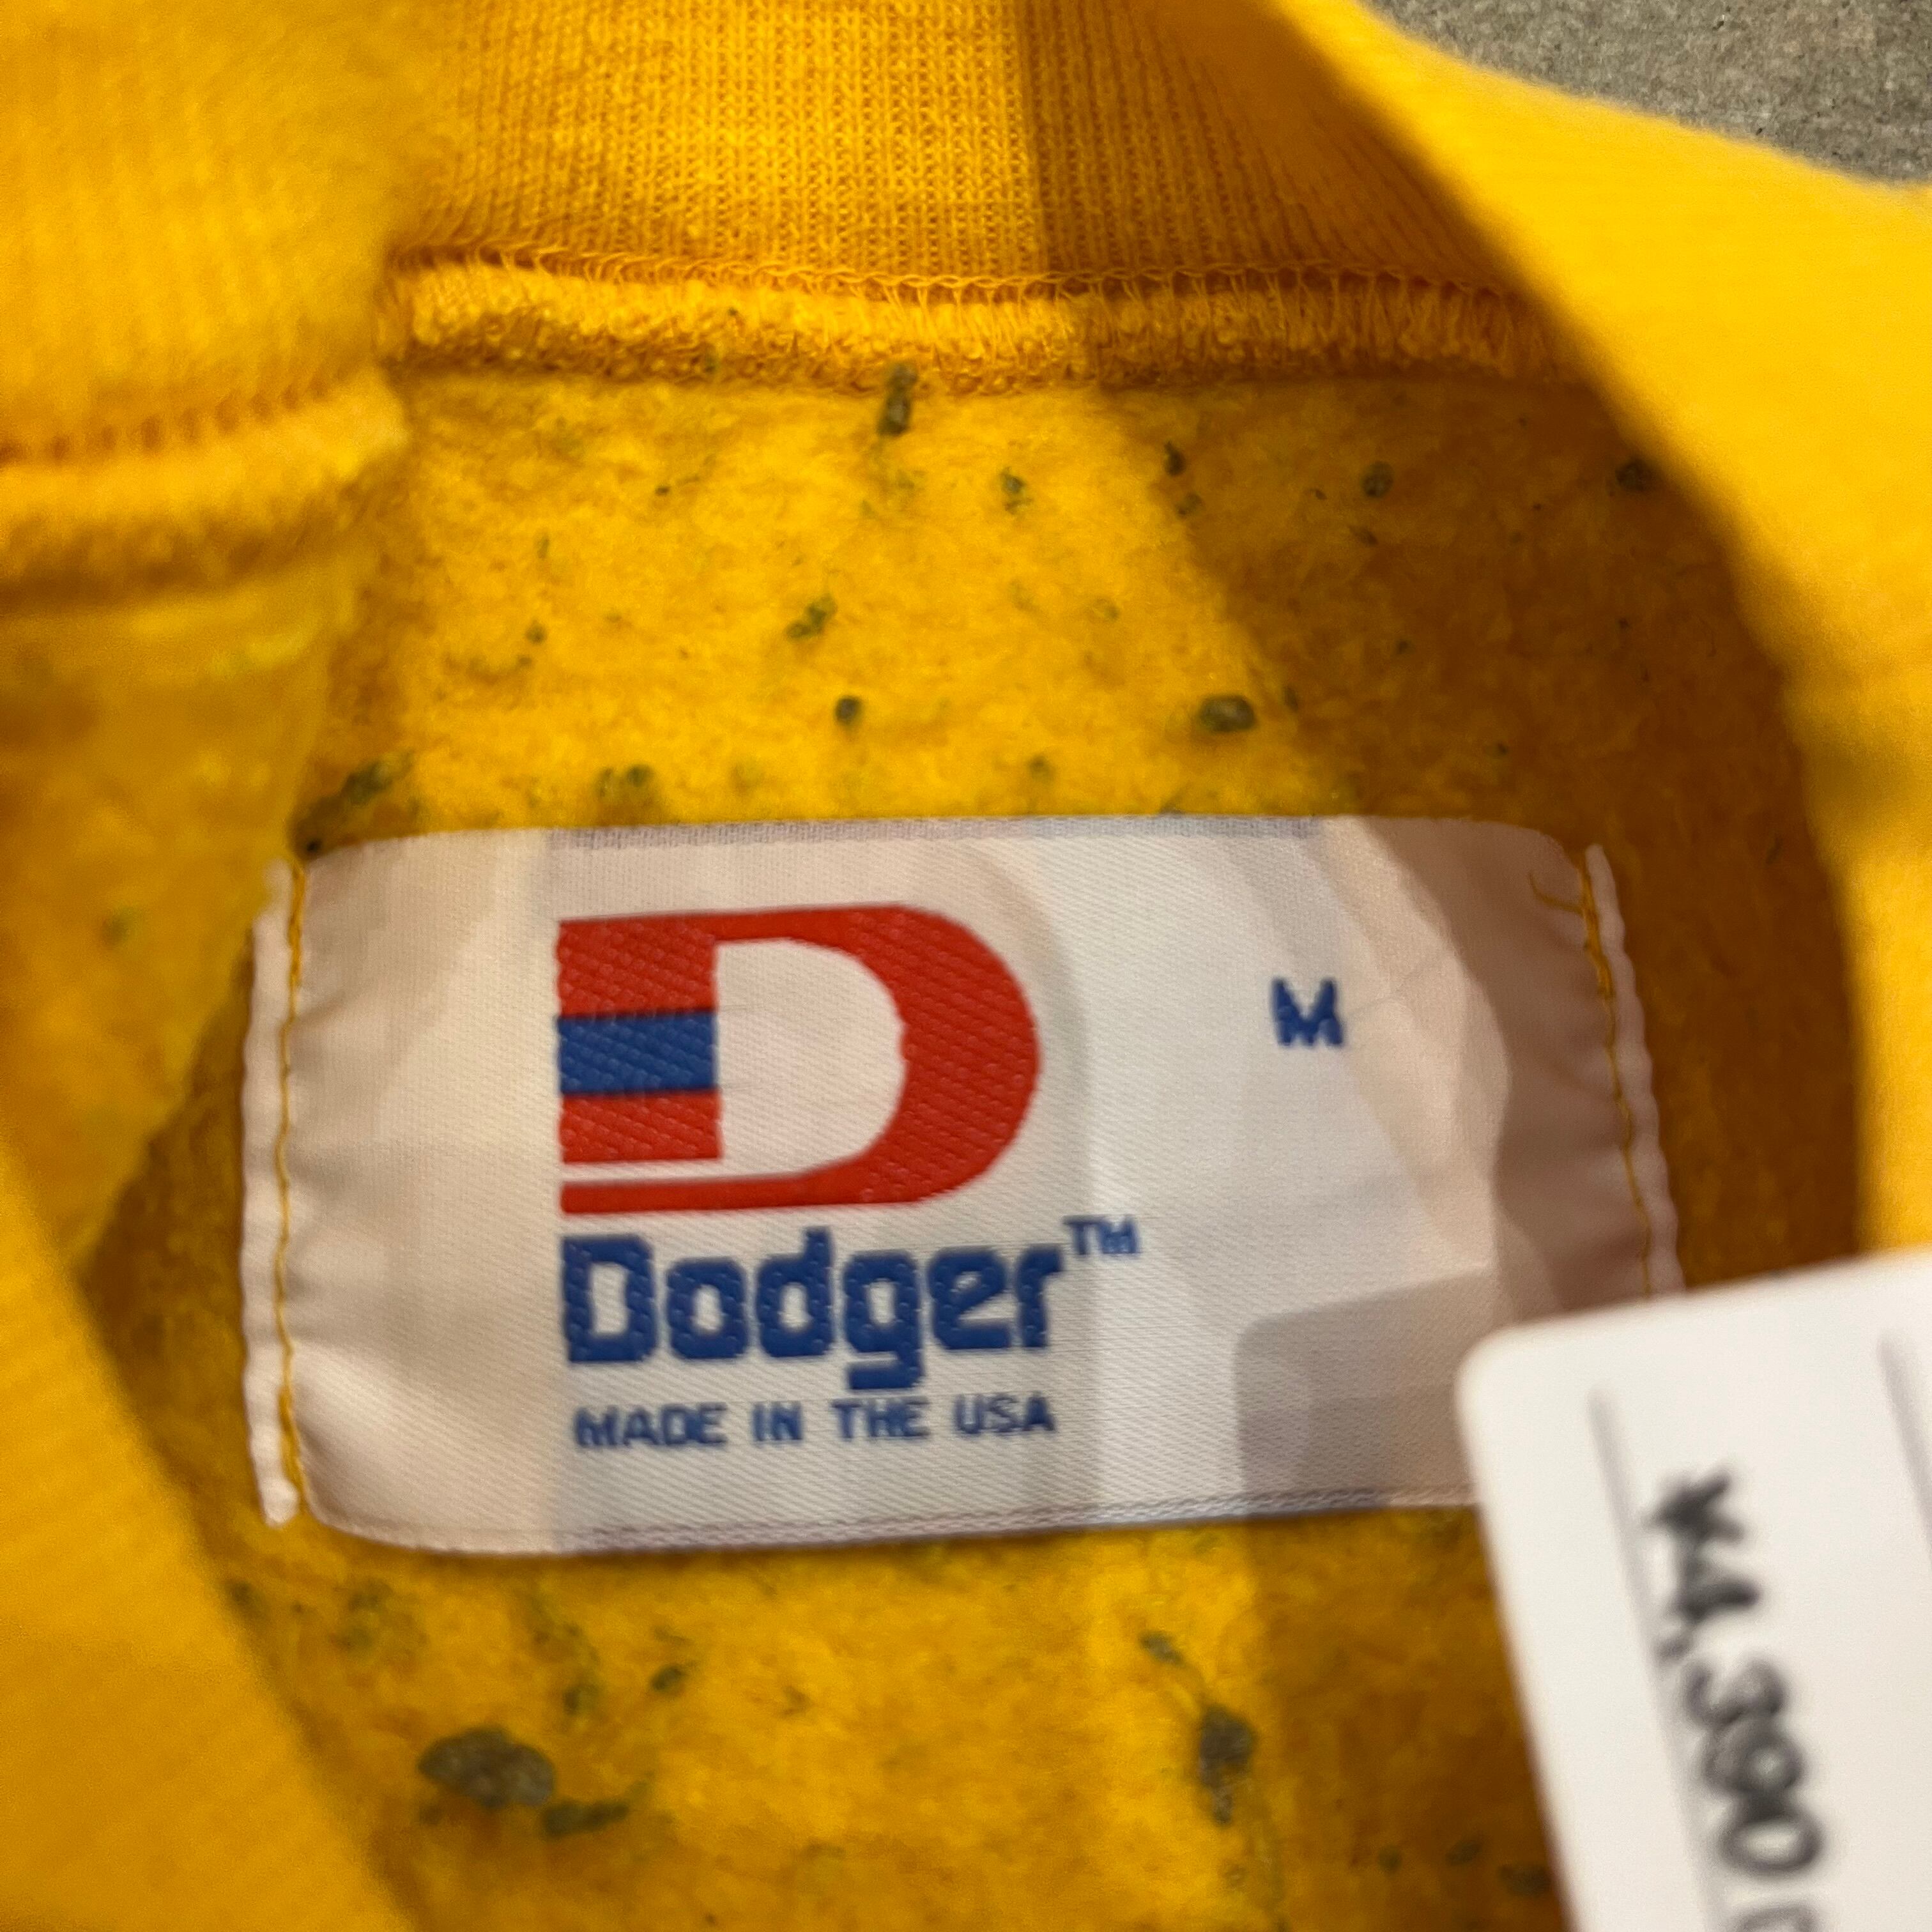 D
M
Dodger™
MADE IN THE USA
¥4,390